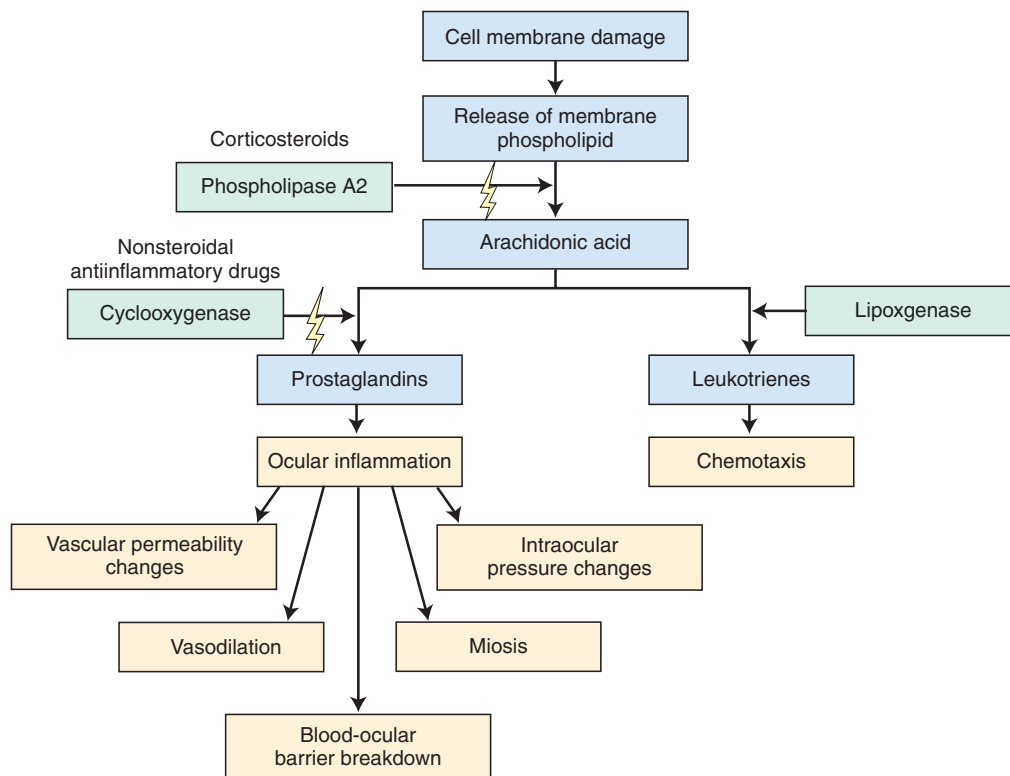 Cell membrane damage
Release of membrane
phospholipid
Corticosteroids
Phospholipase A2
Arachidonic acid
Nonsteroidal
antiinflammatory drugs
Cyclooxygenase
Lipoxgenase
Prostaglandins
Leukotrienes
Ocular inflammation
Chemotaxis
Vascular permeability
changes
Intraocular
pressure changes
Vasodilation
Miosis
Blood-ocular
barrier breakdown